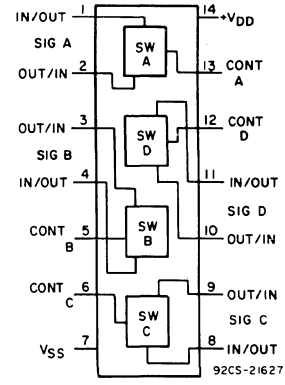 IN/OUT 1 14 +VDD
SIG A SW A
OUT/IN 2 13 CONT A
OUT/IN 3 12 CONT D
SW D
SIG B
IN/OUT 4 11 IN/OUT
SIG D
CONT B 5 SW B 10 OUT/IN
CONT C 6 9 OUT/IN
SW C SIG C
VSS 7 8 IN/OUT
92CS-21627